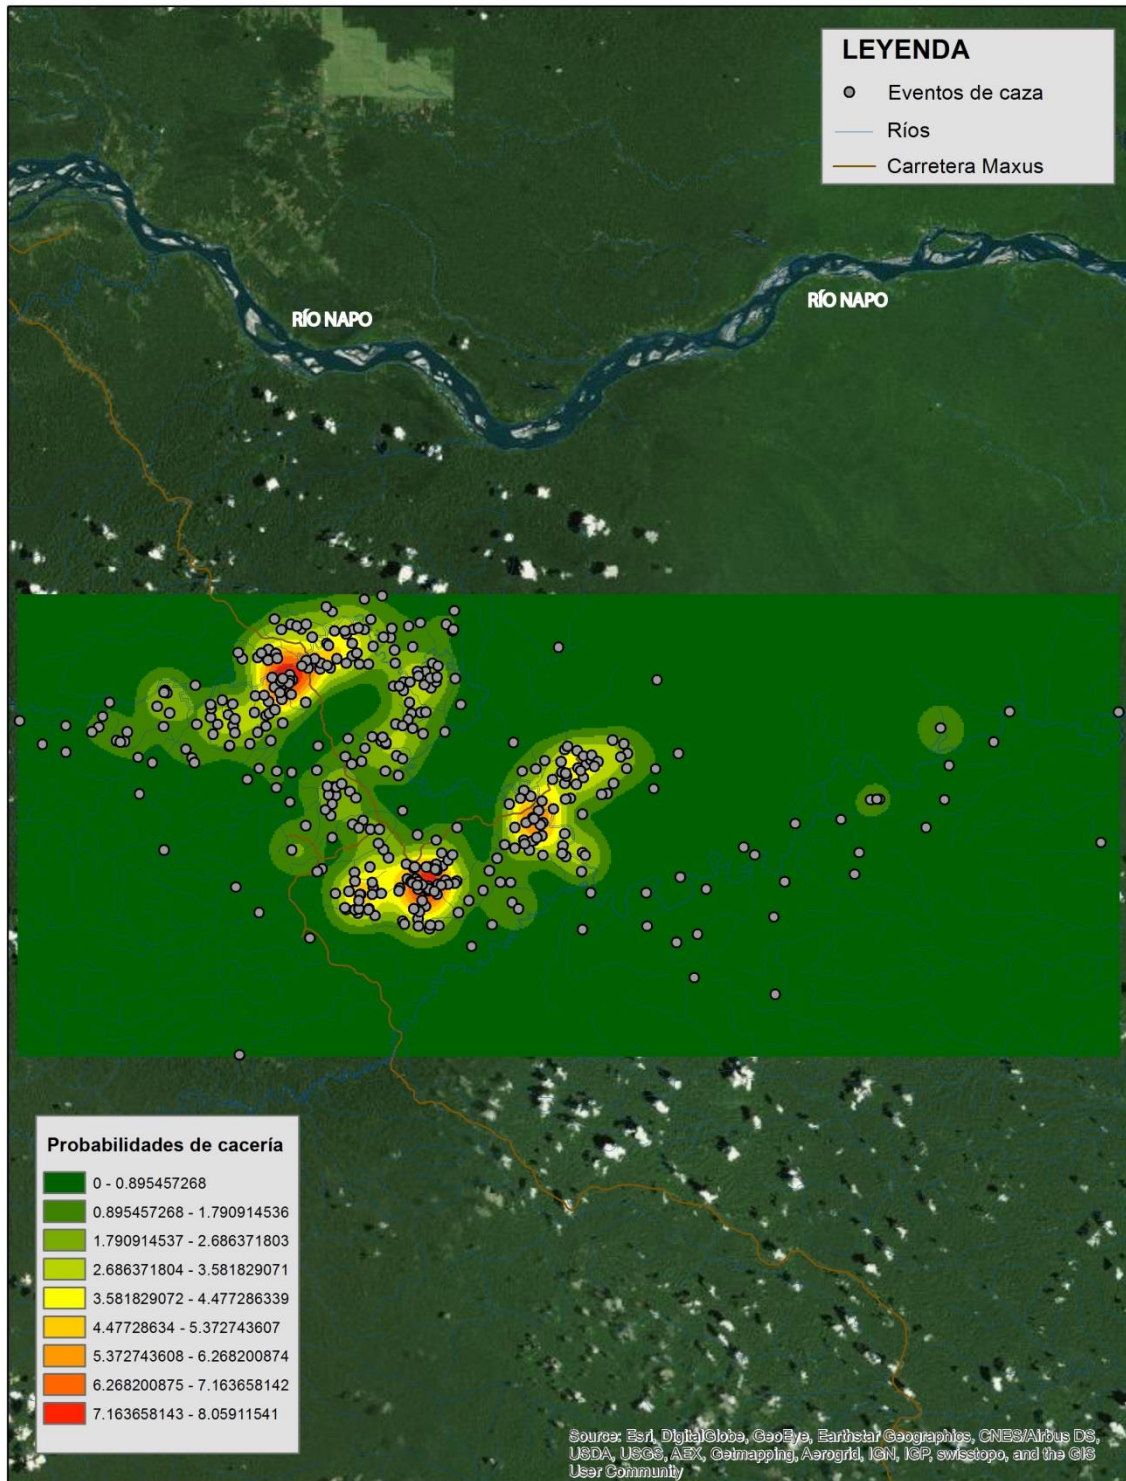 LEYENDA
Eventos de caza
Ríos
Carretera Maxus
RÍO NAPO
RÍO NAPO
Probabilidades de cacería
0 - 0.895457268
0.895457268 - 1.790914536
1.790914537 - 2.686371803
2.686371804 - 3.581829071
3.581829072 - 4.477286339
4.47728634 - 5.372743607
5.372743608 - 6.268200874
6.268200875 - 7.163658142
7.163658143 - 8.05911541
Source: Esri, DigitalGlobe, GeoEye, Earthstar Geographics, CNES/Airbus DS,
USDA, USGS, AEX, Getmapping, Aerogrid, IGN, IGP, swisstopo, and the GIS
User Community